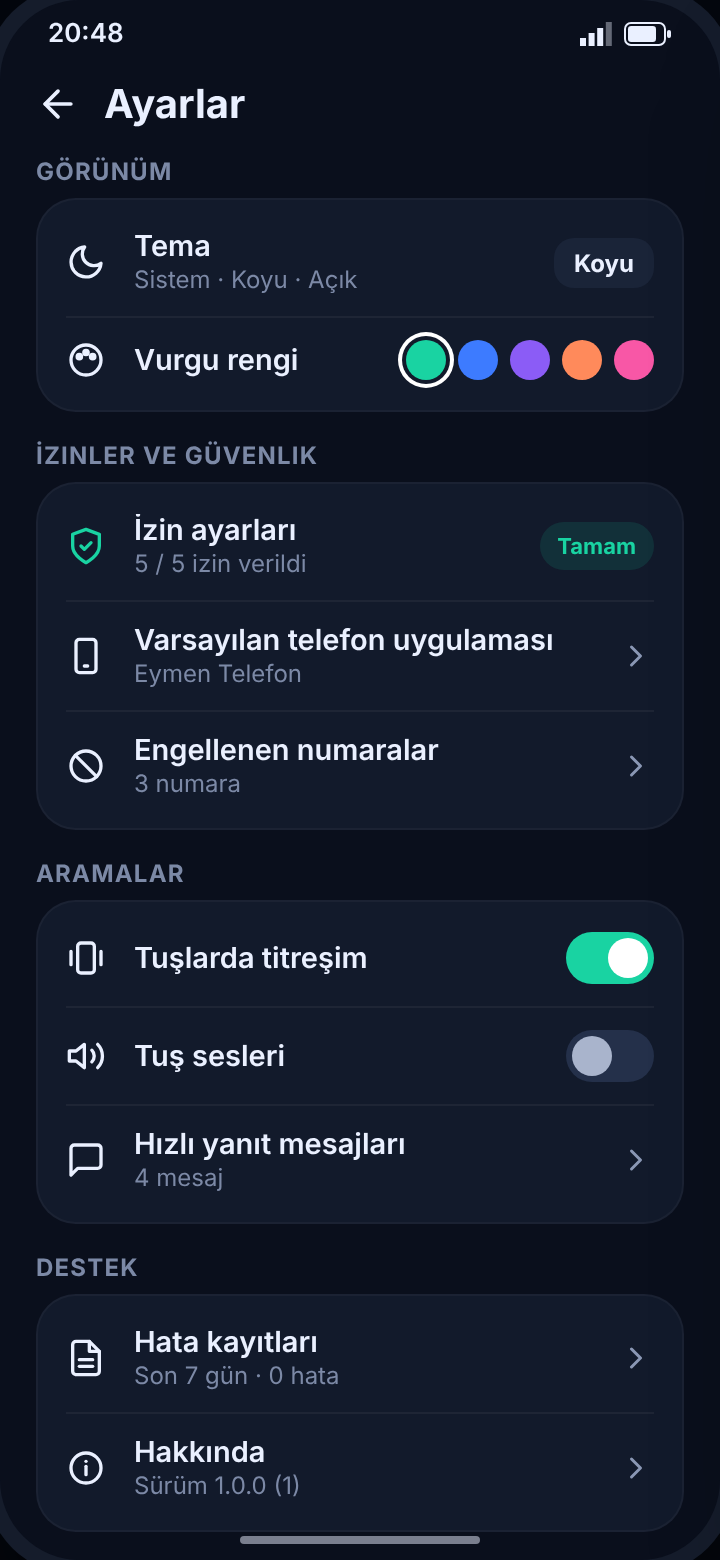 20:48
Ayarlar
GÖRÜNÜM
Tema
Sistem · Koyu · Açık
Koyu
Vurgu rengi
İZINLER VE GÜVENLIK
İzin ayarları
5 / 5 izin verildi
Tamam
Varsayılan telefon uygulaması
Eymen Telefon
Engellenen numaralar
3 numara
ARAMALAR
Tuşlarda titreşim
Tuş sesleri
Hızlı yanıt mesajları
4 mesaj
DESTEK
Hata kayıtları
Son 7 gün · 0 hata
Hakkında
Sürüm 1.0.0 (1)